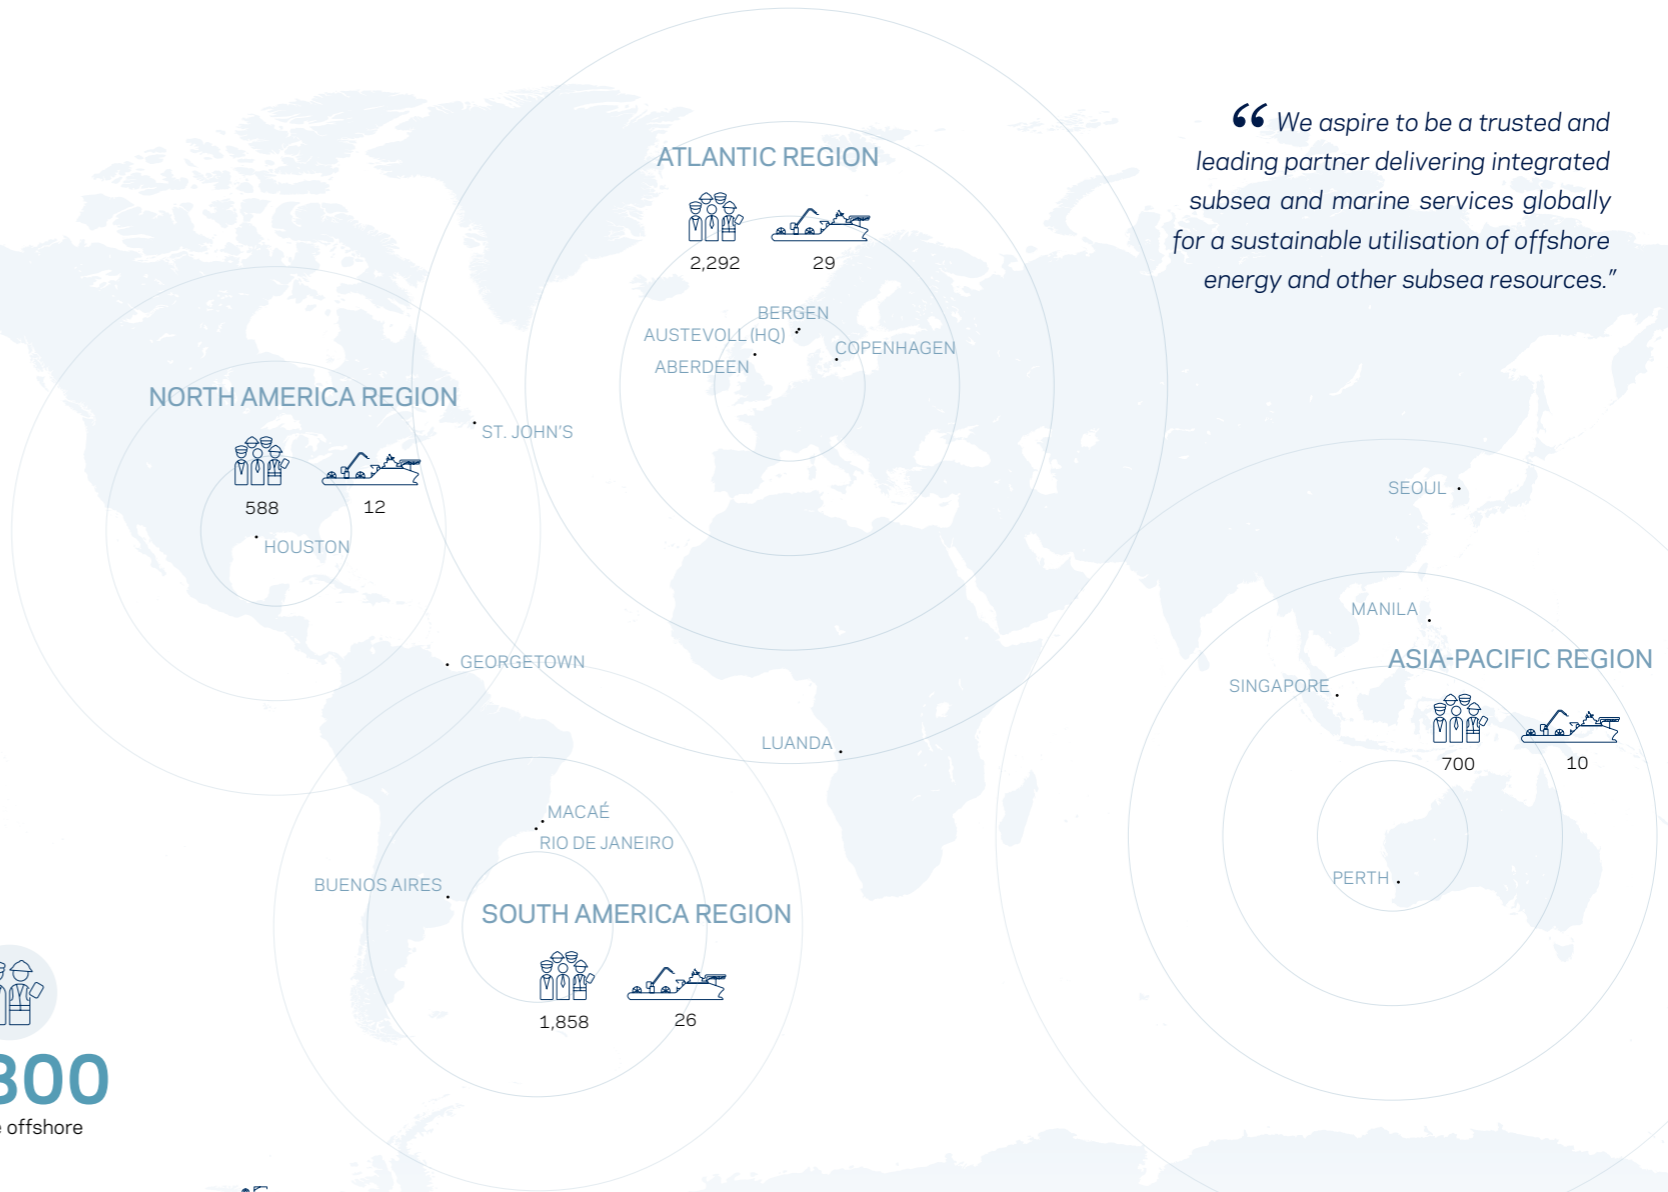 “ We aspire to be a trusted and
leading partner delivering integrated
subsea and marine services globally
for a sustainable utilisation of offshore
energy and other subsea resources.”
ATLANTIC REGION
2,292
29
BERGEN
AUSTEVOLL (HQ)
COPENHAGEN
ABERDEEN
NORTH AMERICA REGION
ST. JOHN'S
588
12
HOUSTON
SEOUL
MANILA
ASIA-PACIFIC REGION
SINGAPORE
700
10
PERTH
GEORGETOWN
LUANDA
MACAÉ
RIO DE JANEIRO
BUENOS AIRES
SOUTH AMERICA REGION
1,858
26
300
offshore